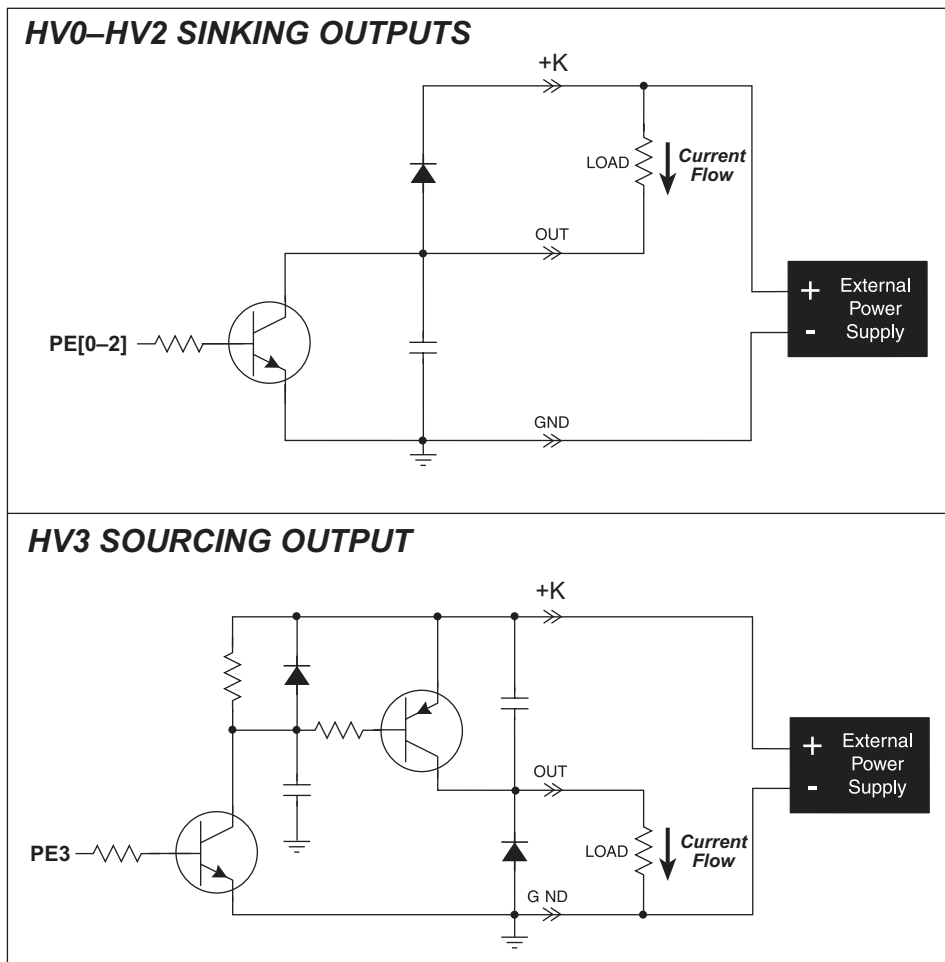 HV0–HV2 SINKING OUTPUTS
+K
LOAD
Current
Flow
OUT
PE[0–2]
GND
+ External
Power
- Supply
HV3 SOURCING OUTPUT
+K
OUT
PE3
LOAD
Current
Flow
G ND
+ External
Power
- Supply